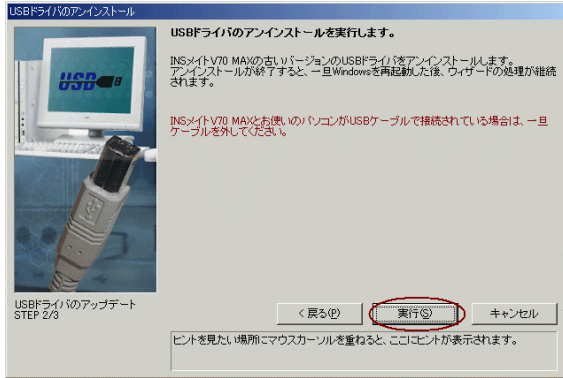 USBドライバのアンインストール
USBドライバのアンインストールを実行します。
INSメイトV70 MAXの古いバージョンのUSBドライバをアンインストールします。
アンインストールが終了すると、一旦Windowsを再起動した後、ウィザードの処理が継続
されます。
INSメイトV70 MAXとお使いのパソコンがUSBケーブルで接続されている場合は、一旦
ケーブルを外してください。
USB
USBドライバのアップデート
STEP 2/3
< 戻る(P)
実行(S)
キャンセル
ヒントを見たい場所にマウスカーソルを重ねると、ここにヒントが表示されます。